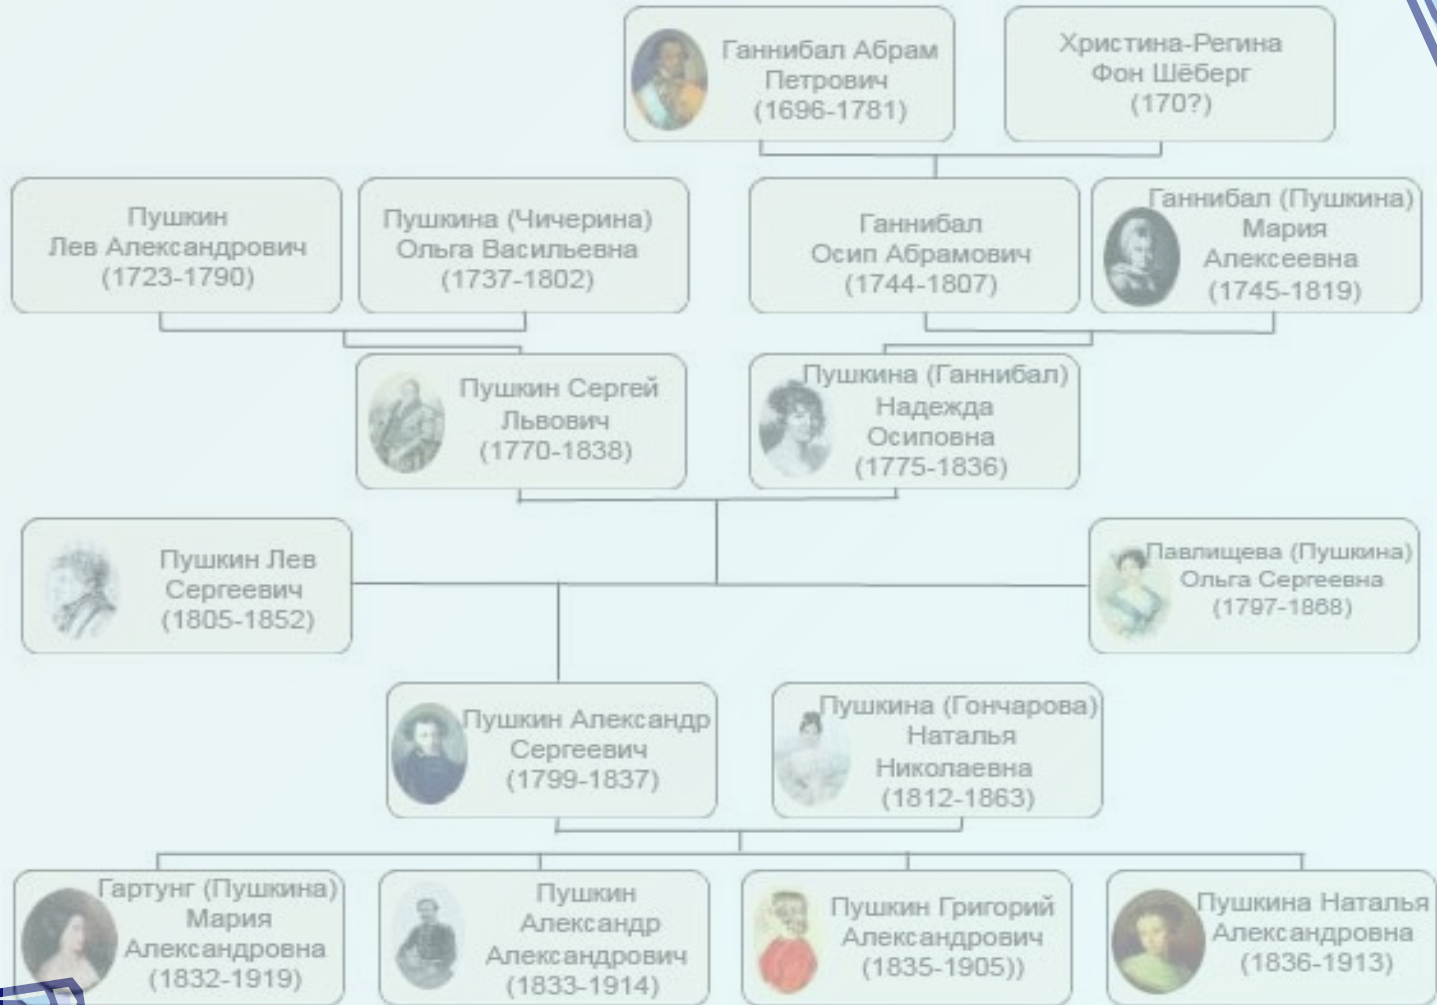 Ганнибал Абрам
Петрович
(1696-1781)
Христина-Регина
Фон Шёберг
(170?)
Пушкин
Лев Александрович
(1723-1790)
Пушкина (Чичерина)
Ольга Васильевна
(1737-1802)
Ганнибал
Осип Абрамович
(1744-1807)
Ганнибал (Пушкина)
Мария
Алексеевна
(1745-1819)
Пушкин Сергей
Львович
(1770-1838)
Пушкина (Ганнибал)
Надежда
Осиповна
(1775-1836)
Пушкин Лев
Сергеевич
(1805-1852)
Павлищева (Пушкина)
Ольга Сергеевна
(1797-1868)
Пушкин Александр
Сергеевич
(1799-1837)
Пушкина (Гончарова)
Наталья
Николаевна
(1812-1863)
Гартунг (Пушкина)
Мария
Александровна
(1832-1919)
Пушкин
Александр
Александрович
(1833-1914)
Пушкин Григорий
Александрович
(1835-1905))
Пушкина Наталья
Александровна
(1836-1913)